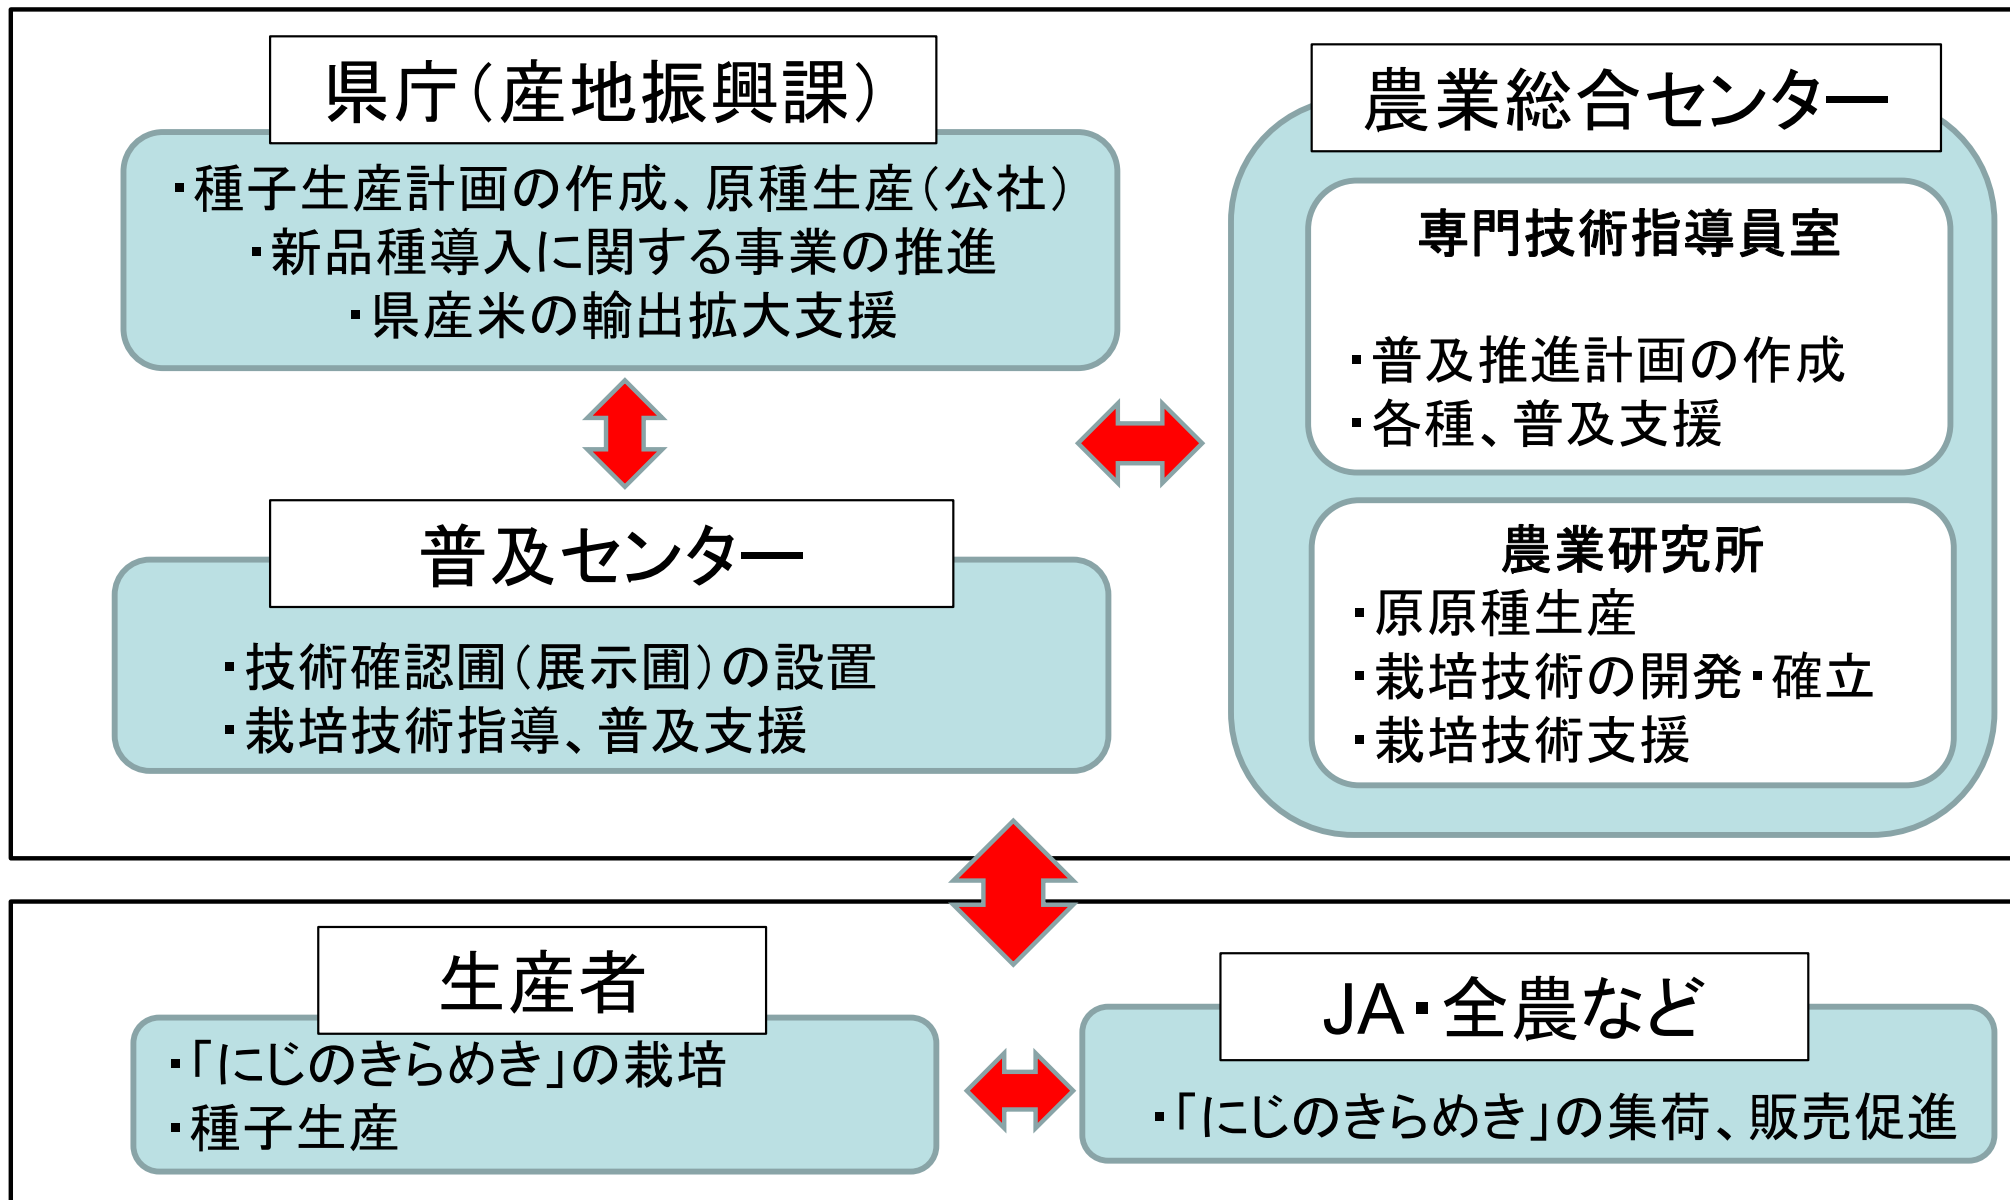 県庁(産地振興課)
・種子生産計画の作成、原種生産(公社)
・新品種導入に関する事業の推進
・県産米の輸出拡大支援
普及センター
・技術確認圃(展示圃)の設置
・栽培技術指導、普及支援
農業総合センター
専門技術指導員室
・普及推進計画の作成
・各種、普及支援
農業研究所
・原原種生産
・栽培技術の開発・確立
・栽培技術支援
生産者
・「にじのきらめき」の栽培
・種子生産
JA・全農など
・「にじのきらめき」の集荷、販売促進